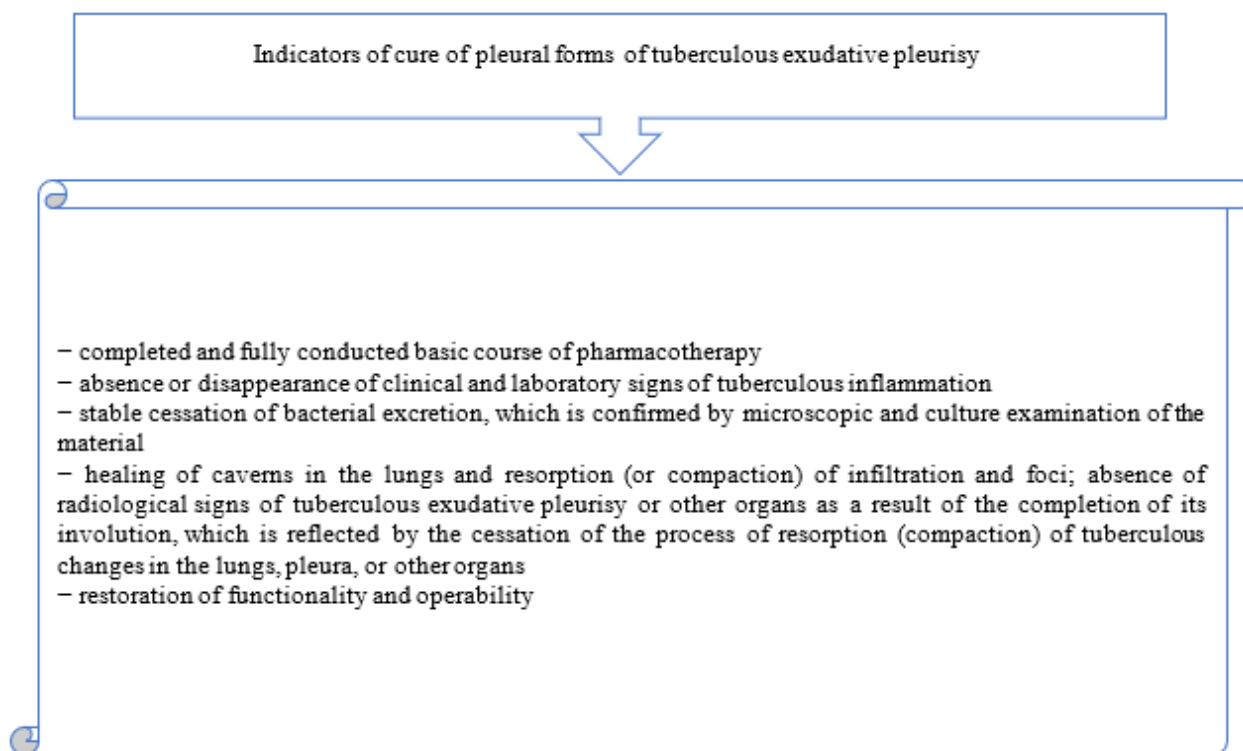 Indicators of cure of pleural forms of tuberculous exudative pleurisy
− completed and fully conducted basic course of pharmacotherapy
− absence or disappearance of clinical and laboratory signs of tuberculous inflammation
− stable cessation of bacterial excretion, which is confirmed by microscopic and culture examination of the
material
− healing of caverns in the lungs and resorption (or compaction) of infiltration and foci; absence of
radiological signs of tuberculous exudative pleurisy or other organs as a result of the completion of its
involution, which is reflected by the cessation of the process of resorption (compaction) of tuberculous
changes in the lungs, pleura, or other organs
− restoration of functionality and operability